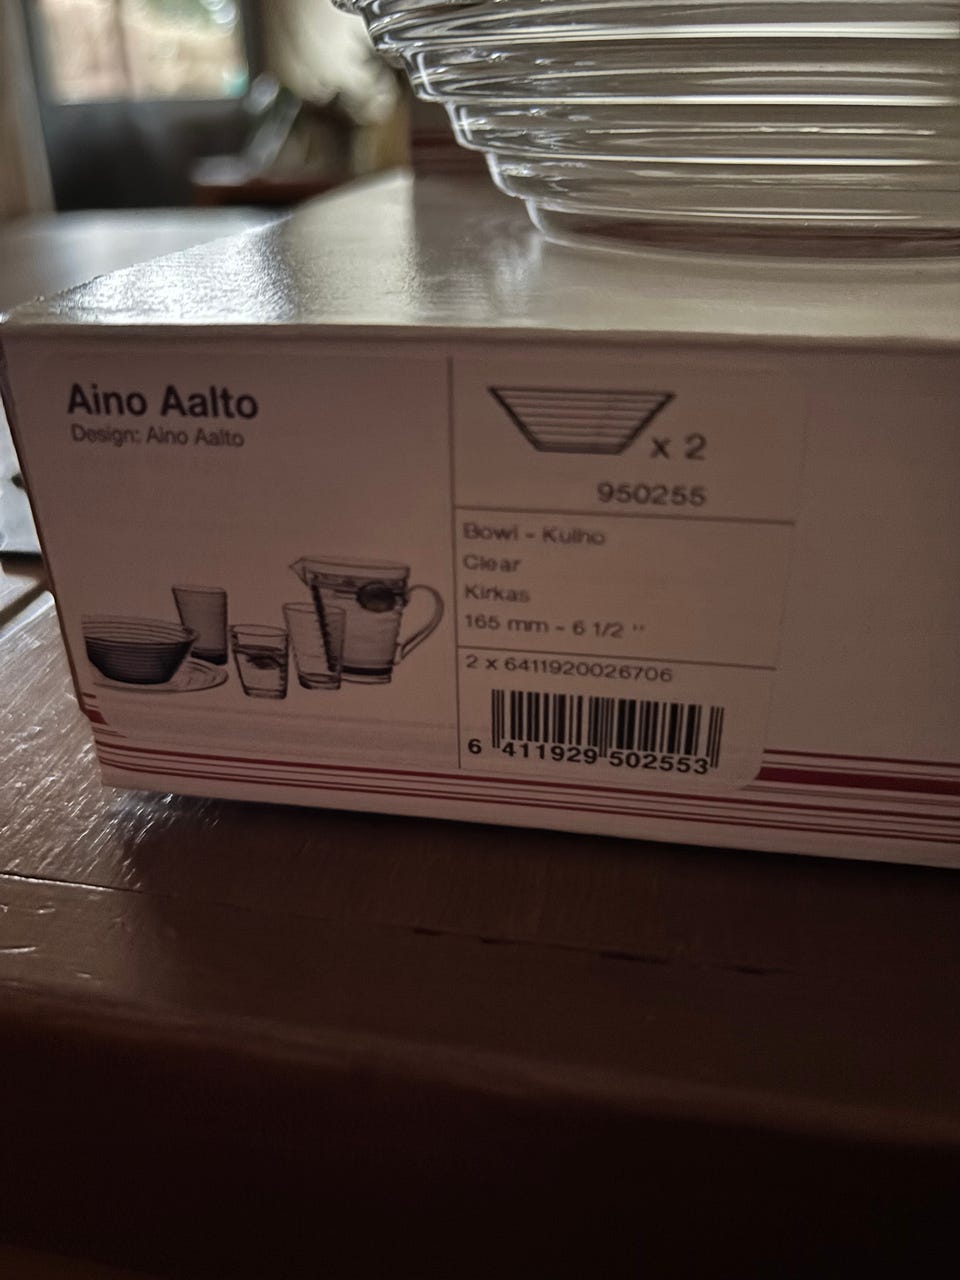 Aino Aalto
Design: Aino Aalto
x 2
950255
Bowl - Kulho
Clear
Kirkas
165 mm - 6 1/2 "
2 x 6411920026706
6 411929 502553